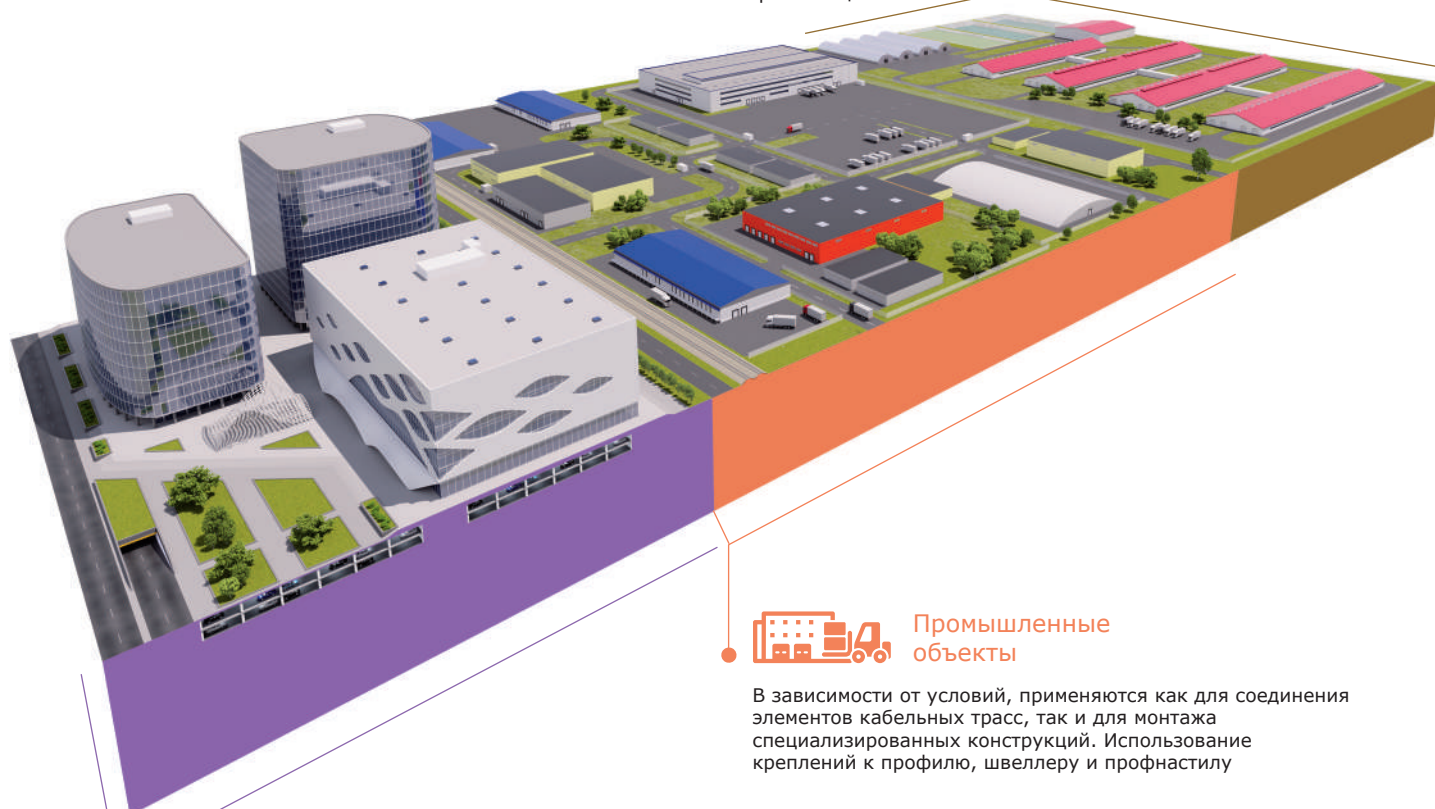 Промышленные
объекты
В зависимости от условий, применяются как для соединения
элементов кабельных трасс, так и для монтажа
специализированных конструкций. Использование
креплений к профилю, швеллеру и профнастилу